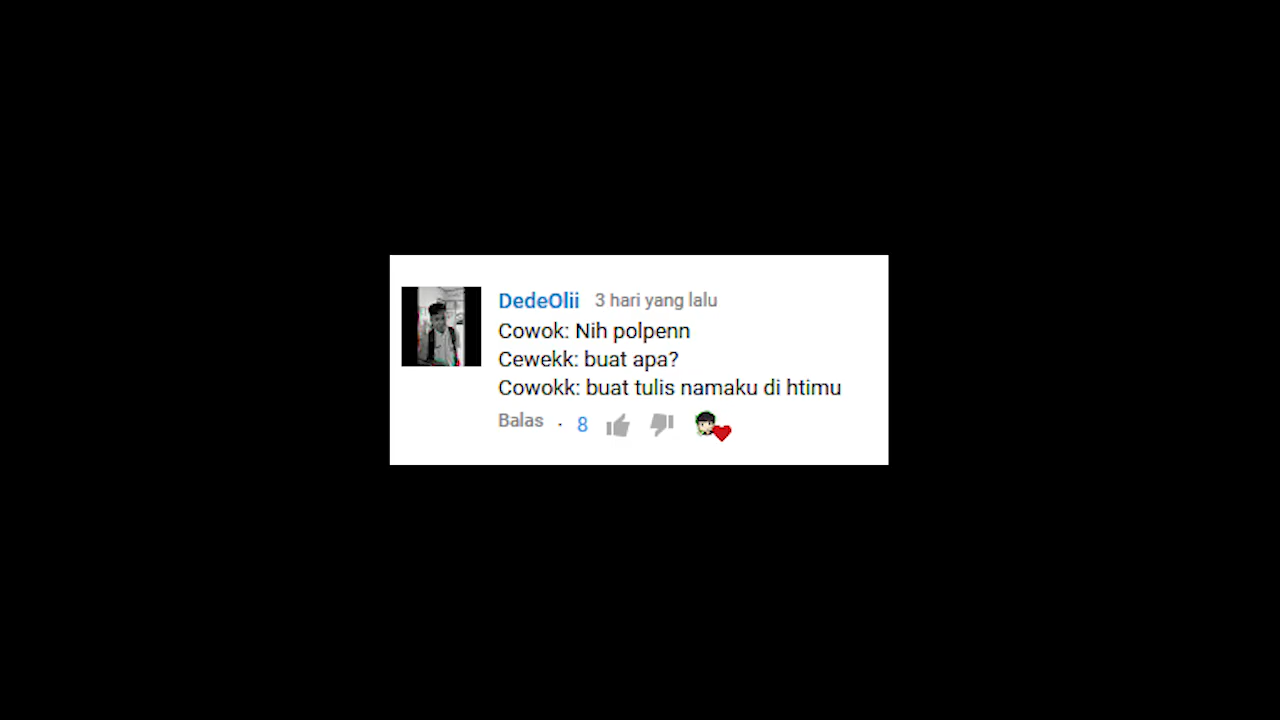 DedeOlii 3 hari yang lalu
Cowok: Nih polpenn
Cewekk: buat apa?
Cowokk: buat tulis namaku di htimu
Balas · 8